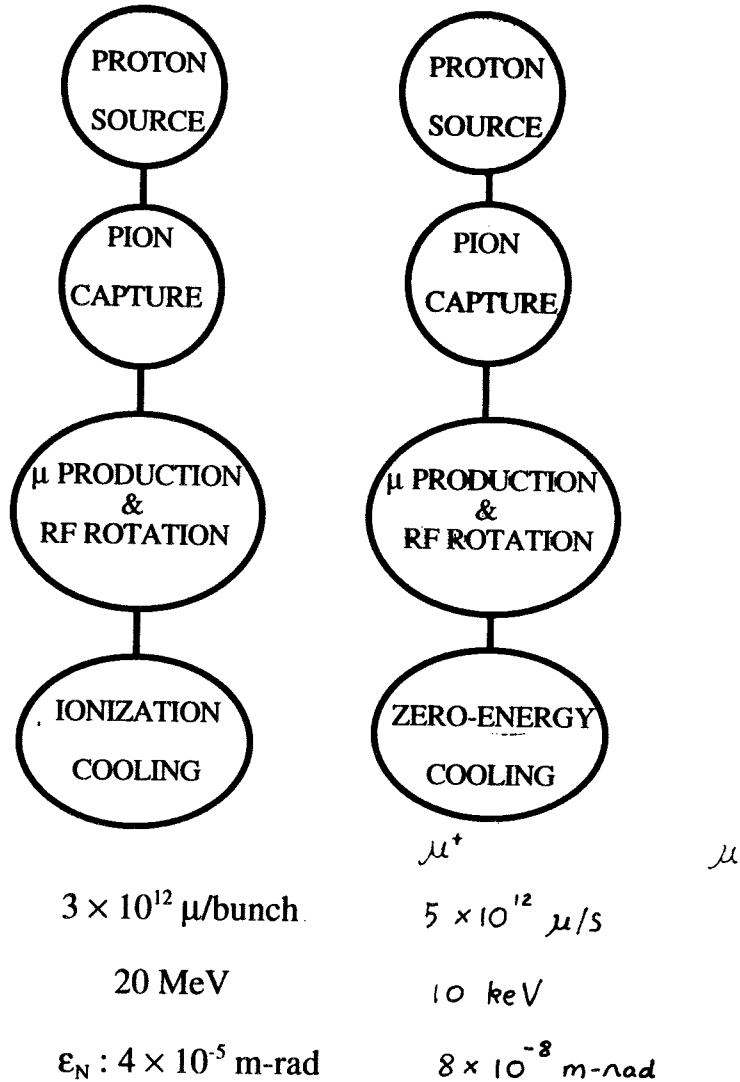 PROTON
SOURCE
PION
CAPTURE
μ PRODUCTION
&
RF ROTATION
IONIZATION
COOLING
3 × 10¹² μ/bunch
20 MeV
ε_N : 4 × 10⁻⁵ m-rad
PROTON
SOURCE
PION
CAPTURE
μ PRODUCTION
&
RF ROTATION
ZERO-ENERGY
COOLING
μ⁺
5 × 10¹² μ/s
10 keV
8 × 10⁻⁸ m-rad
μ